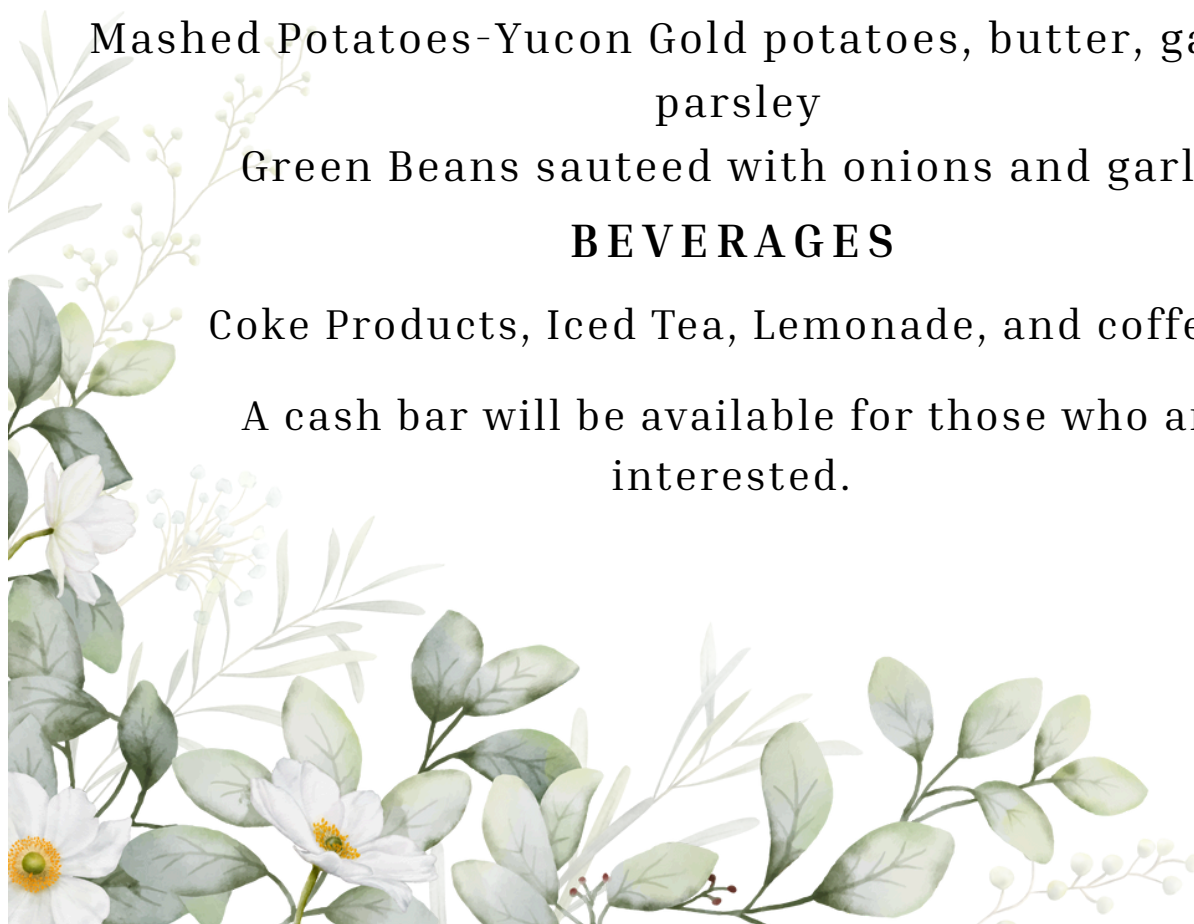 Mashed Potatoes-Yucon Gold potatoes, butter,
parsley
Green Beans sauteed with onions and
BEVERAGES
Coke Products, Iced Tea, Lemonade, and
A cash bar will be available for those who
interested.